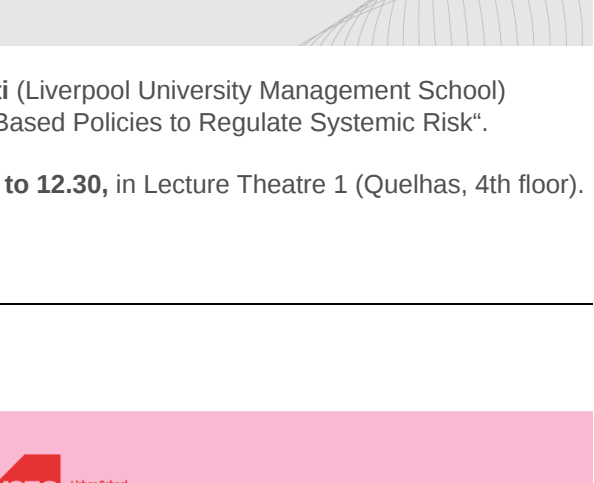 ti (Liverpool University Management School)
Based Policies to Regulate Systemic Risk“.
to 12.30, in Lecture Theatre 1 (Quelhas, 4th floor).